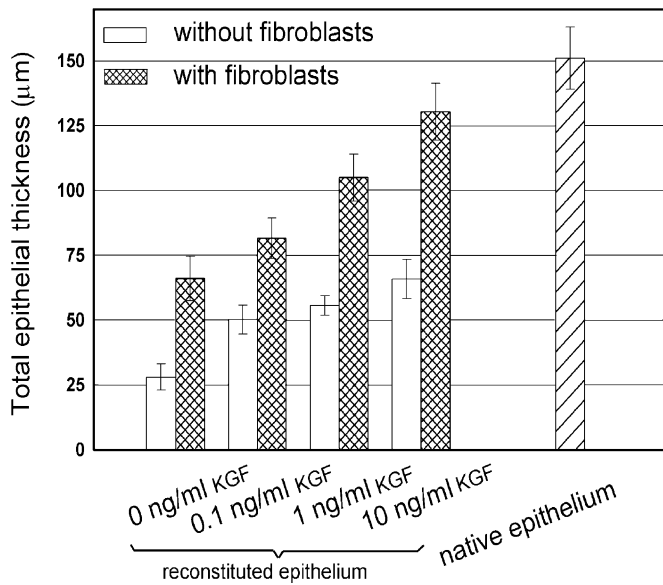 without fibroblasts
with fibroblasts
Total epithelial thickness (μm)
150
125
100
75
50
25
0
0 ng/ml KGF
0.1 ng/ml KGF
1 ng/ml KGF
10 ng/ml KGF
native epithelium
reconstituted epithelium